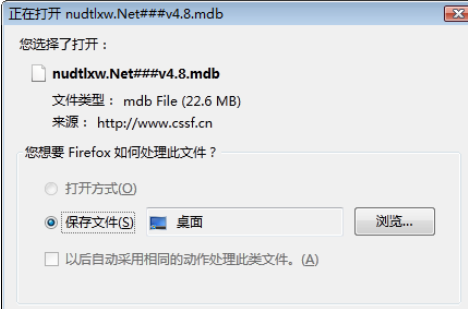 正在打开 nudtlxw.Net###v4.8.mdb
您选择了打开：
nudtlxw.Net###v4.8.mdb
文件类型： mdb File (22.6 MB)
来源： http://www.cssf.cn
您想要 Firefox 如何处理此文件？
打开方式(O)
保存文件(S) 桌面 浏览...
以后自动采用相同的动作处理此类文件。(A)